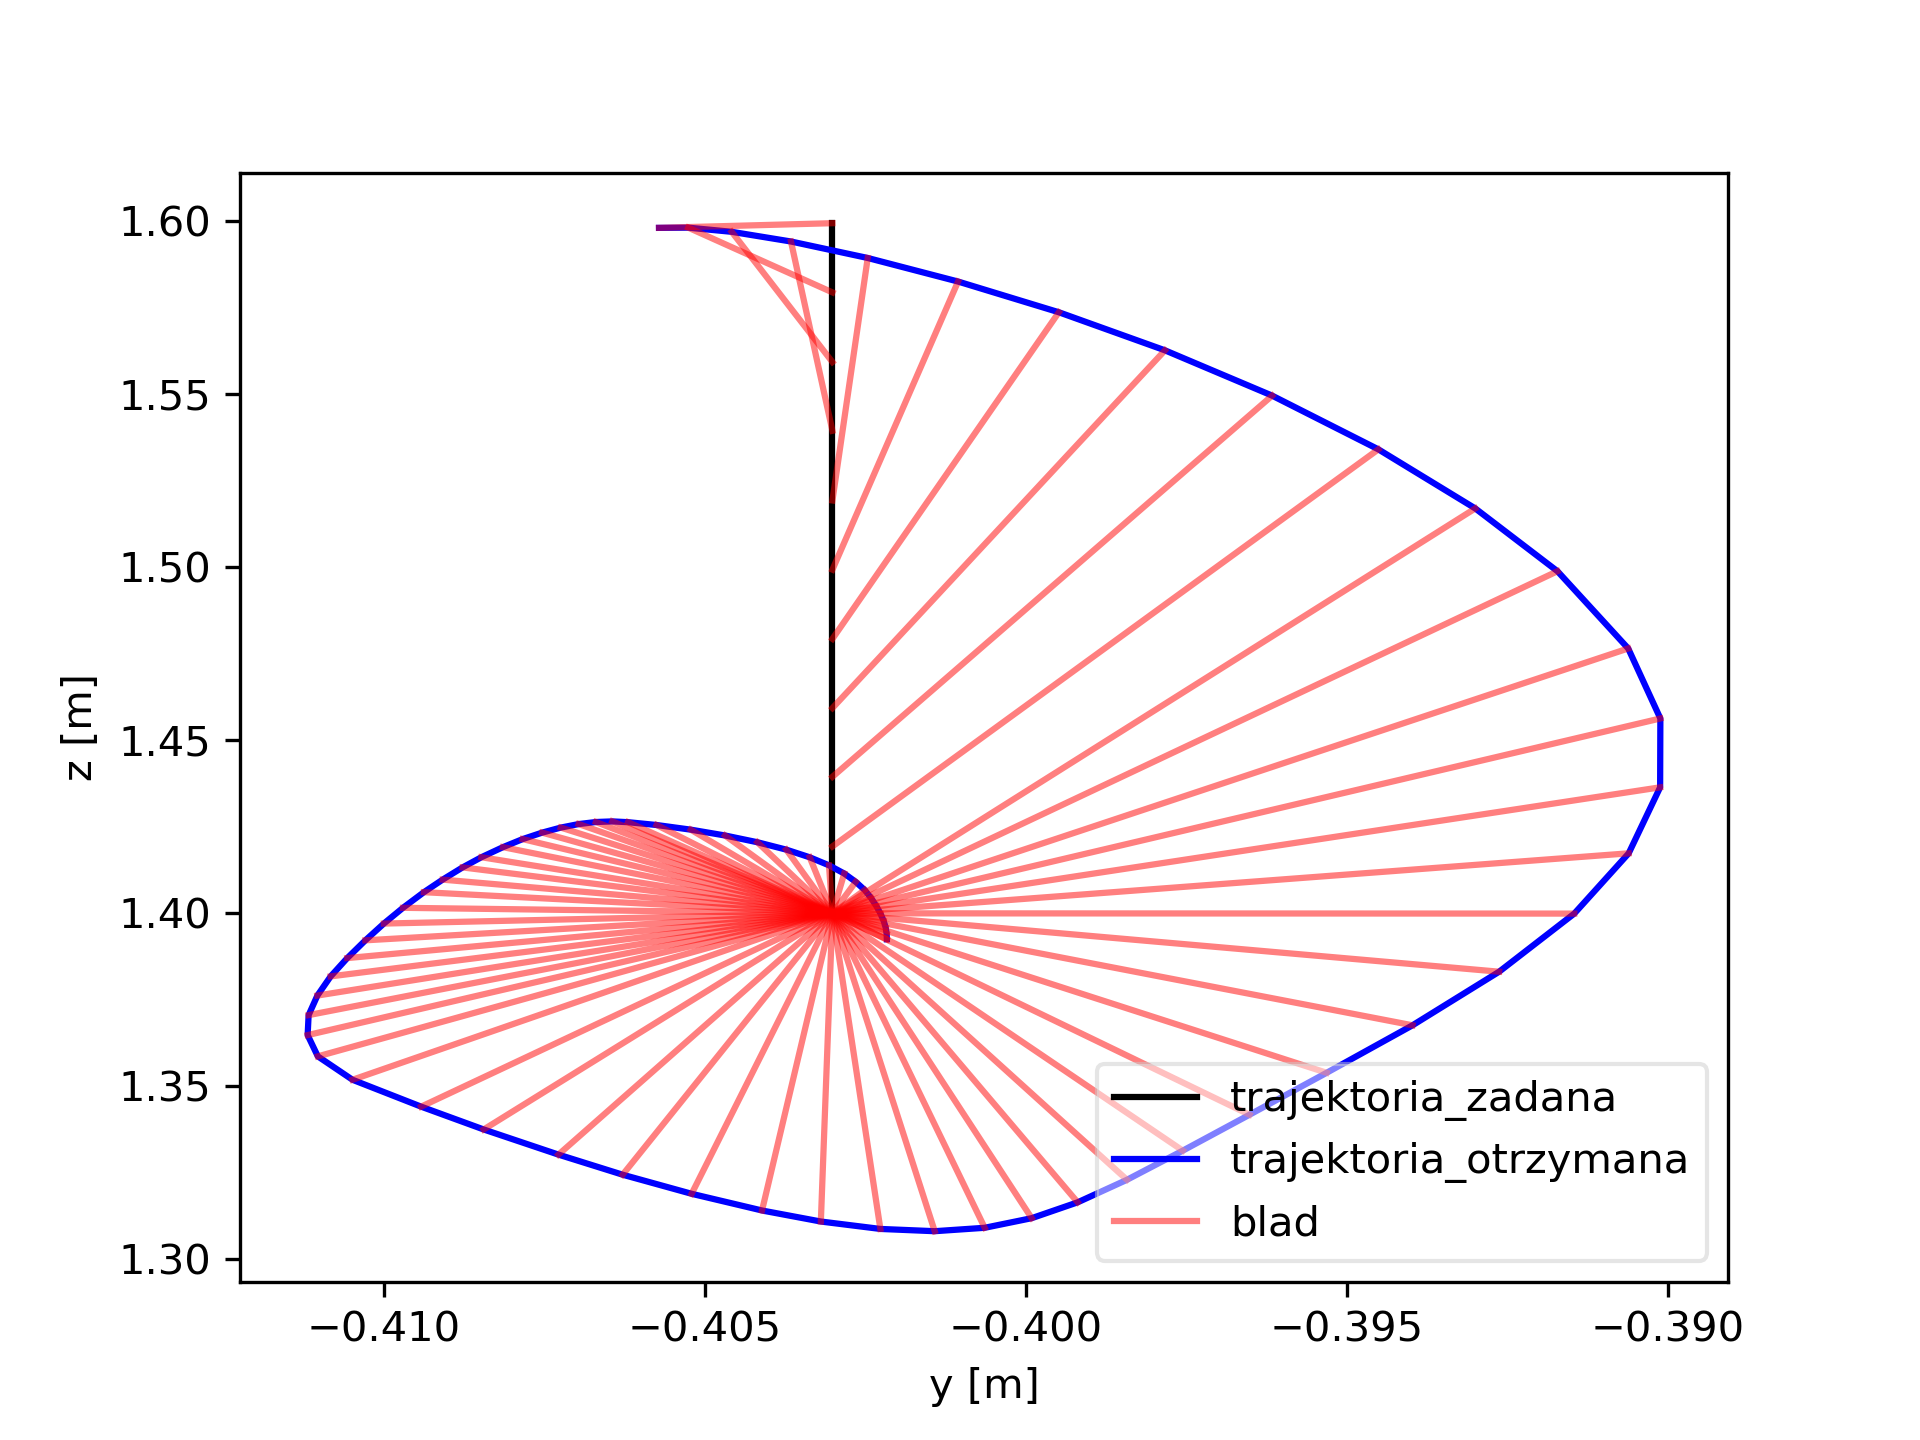 1.60
1.55
1.50
1.45
1.40
1.35
1.30
z [m]
−0.410 −0.405 −0.400 −0.395 −0.390
y [m]
trajektoria_zadana
trajektoria_otrzymana
blad